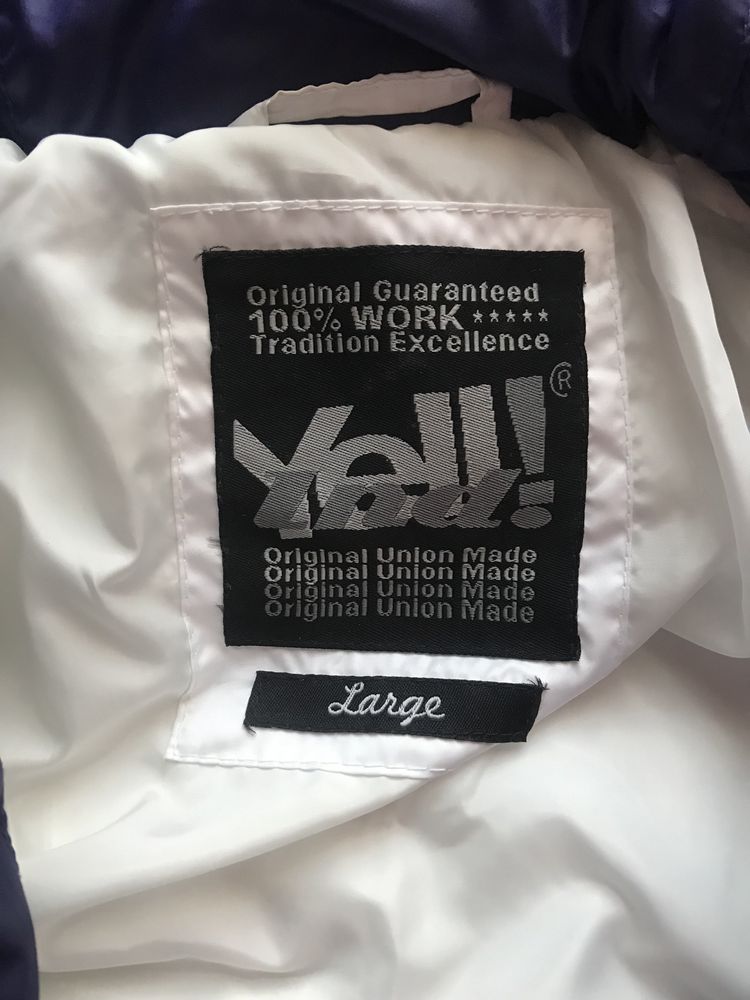 Original Guaranteed
100% WORK *****
Tradition Excellence
Yell!
Ind.
®
Original Union Made
Original Union Made
Original Union Made
Original Union Made
Large